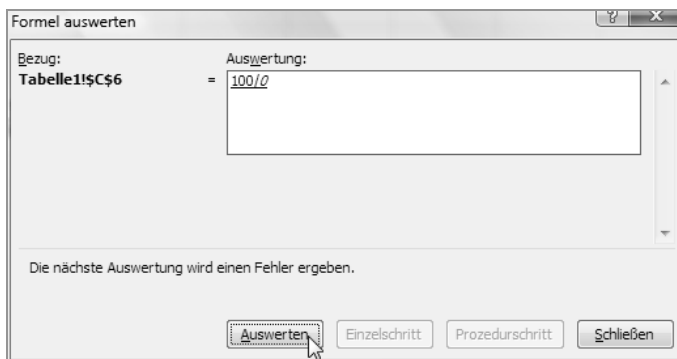 Formel auswerten
Bezug:
Auswertung:
Tabelle1!$C$6 = 100/0
Die nächste Auswertung wird einen Fehler ergeben.
Auswerten Einzelschritt Prozedurschritt Schließen